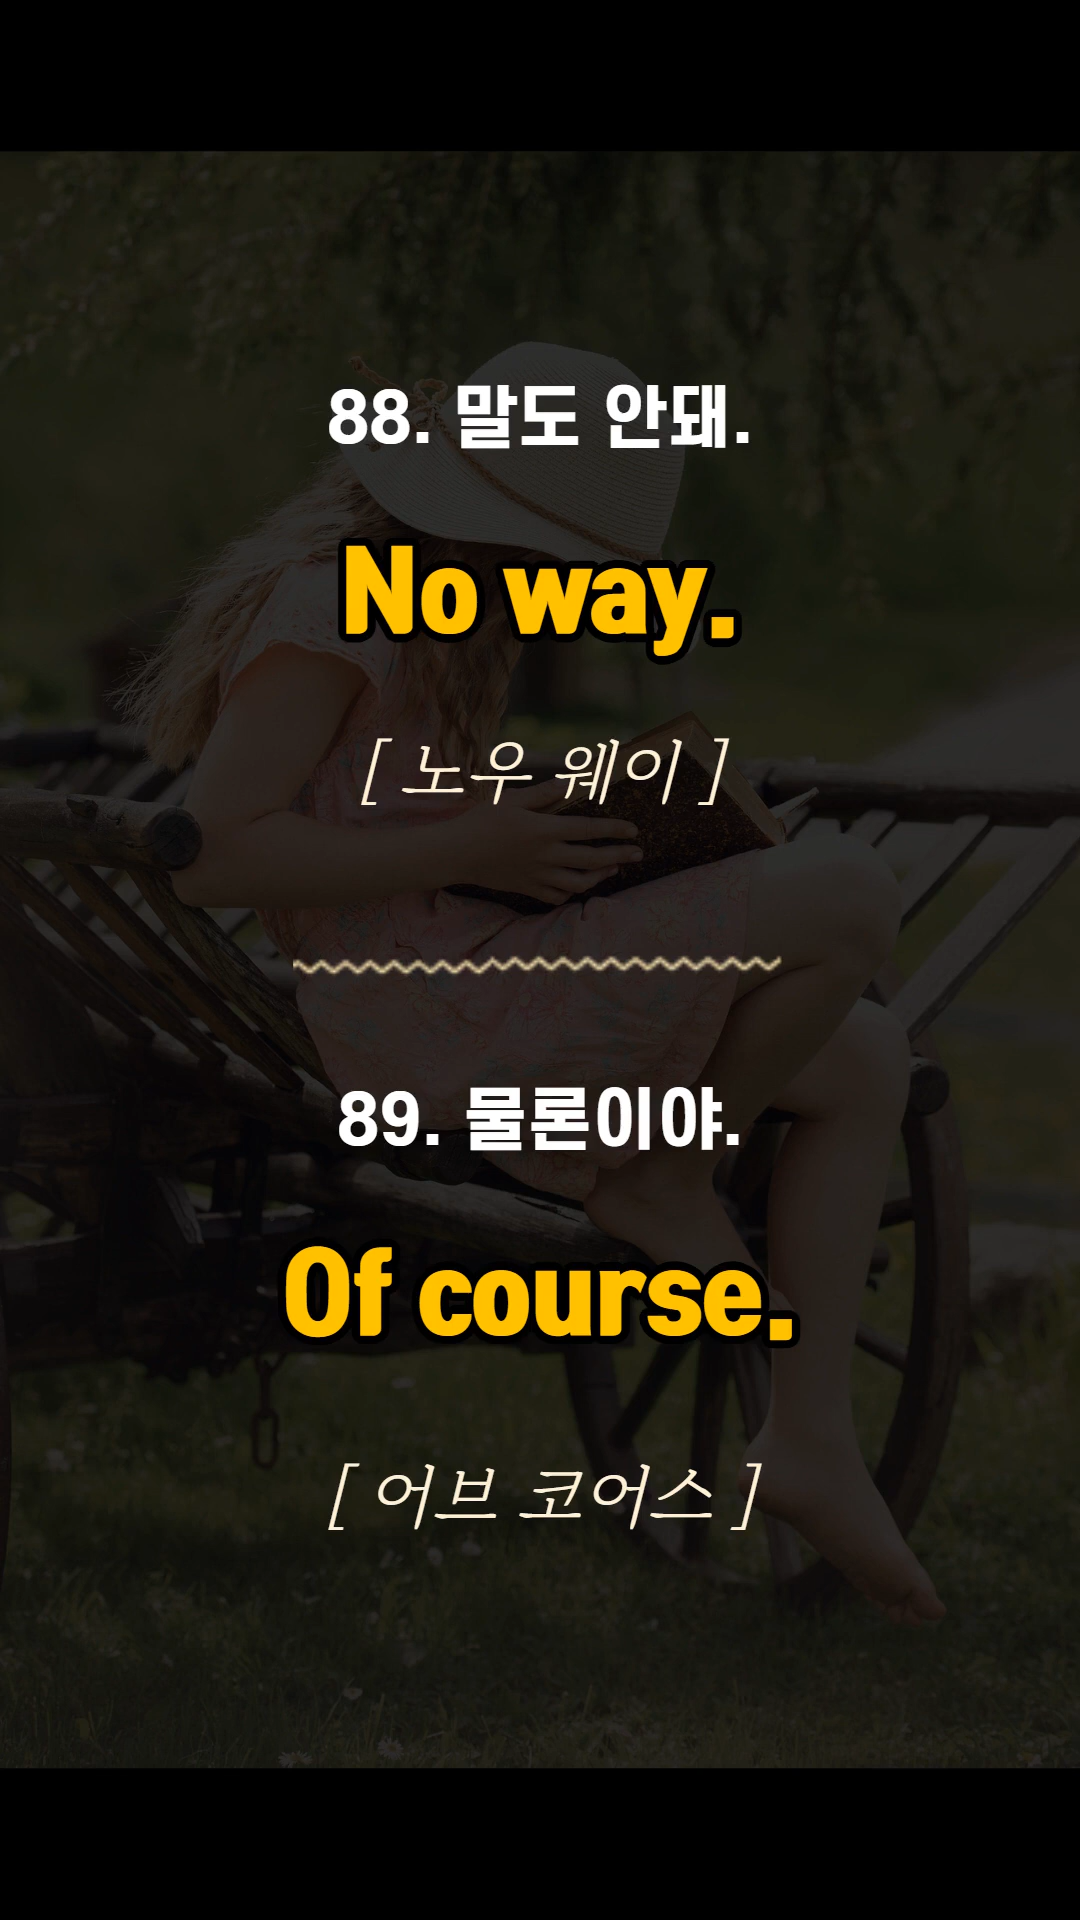 88. 말도 안돼.
No way.
[ 노우 웨이 ]
89. 물론이야.
Of course.
[ 어브 코어스 ]